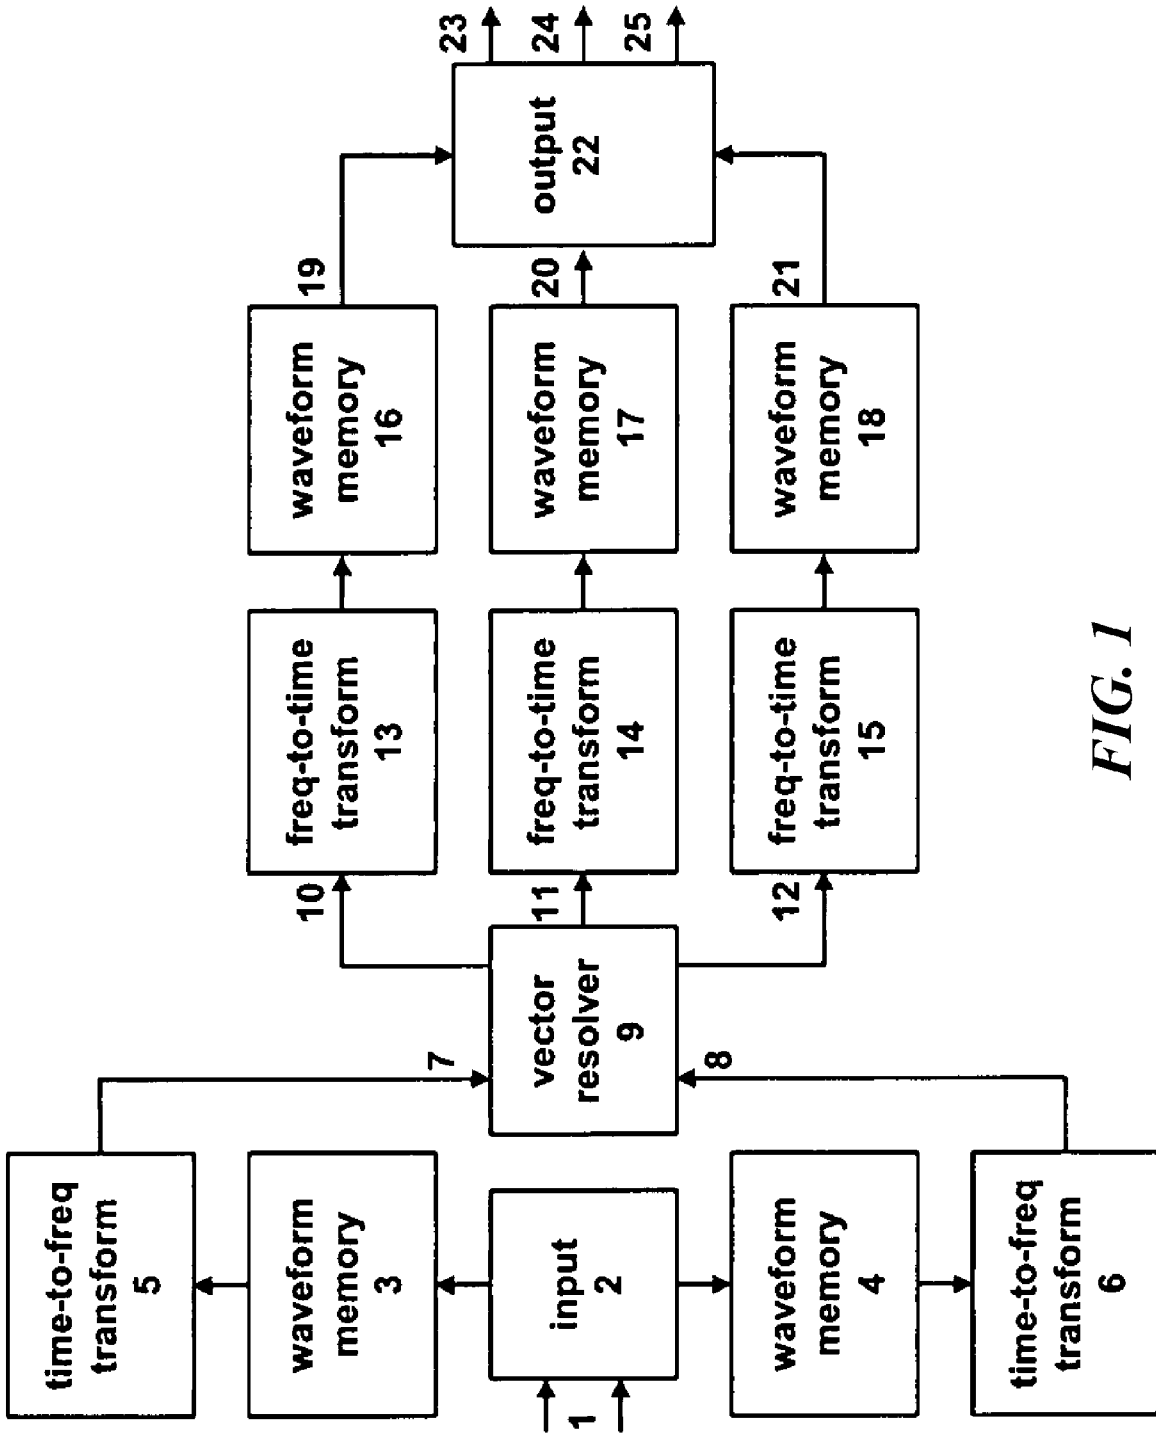 time-to-freq
transform
5
waveform
memory
3
1
input
2
waveform
memory
4
time-to-freq
transform
6
7
8
vector
resolver
9
10
11
12
freq-to-time
transform
13
freq-to-time
transform
14
freq-to-time
transform
15
waveform
memory
16
waveform
memory
17
waveform
memory
18
19
20
21
output
22
23
24
25
FIG. 1